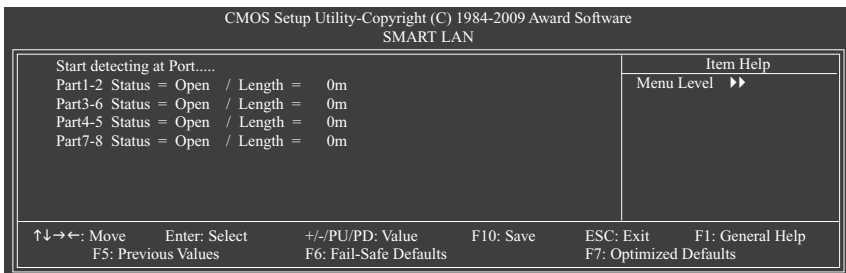 CMOS Setup Utility-Copyright (C) 1984-2009 Award Software
SMART LAN
Start detecting at Port.....
Part1-2 Status = Open / Length = 0m
Part3-6 Status = Open / Length = 0m
Part4-5 Status = Open / Length = 0m
Part7-8 Status = Open / Length = 0m
Item Help
Menu Level ▶▶
↑↓→←: Move Enter: Select +/-/PU/PD: Value F10: Save ESC: Exit F1: General Help
F5: Previous Values F6: Fail-Safe Defaults F7: Optimized Defaults